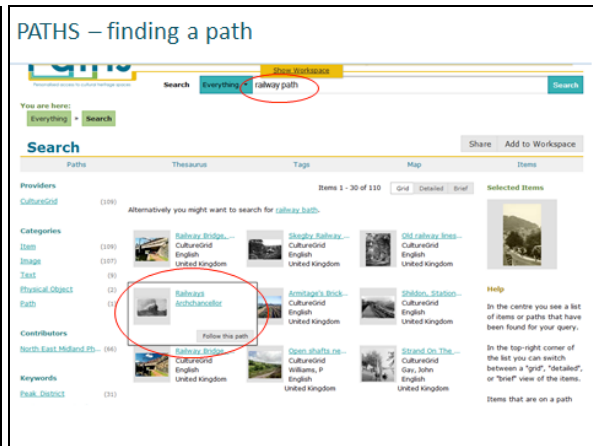 PATHS – finding a path
Show Workspace
Personalised access to cultural heritage spaces
Search Everything railway path Search
You are here:
Everything Search
Search
Share Add to Workspace
Paths Thesaurus Tags Map Items
Providers
CultureGrid (109)
Categories
Item (109)
Image (107)
Text (9)
Physical Object (2)
Path (1)
Contributors
North East Midland Ph... (66)
Keywords
Peak District (31)
Items 1 - 30 of 110 Grid Detailed Brief
Alternatively you might want to search for railway bath.
Railway Bridge,...
CultureGrid
English
United Kingdom
Skegby Railway...
CultureGrid
English
United Kingdom
Old railway lines...
CultureGrid
English
United Kingdom
Railways
Archchancellor
Follow this path
Armitage's Brick...
CultureGrid
English
United Kingdom
Shildon, Station...
CultureGrid
English
United Kingdom
Railway Bridge...
CultureGrid
English
United Kingdom
Open shafts ne...
CultureGrid
Williams, P
English
United Kingdom
Strand On The ...
CultureGrid
Gay, John
English
United Kingdom
Selected Items
Help
In the centre you see a list
of items or paths that have
been found for your query.
In the top-right corner of
the list you can switch
between a "grid", "detailed",
or "brief" view of the items.
Items that are on a path